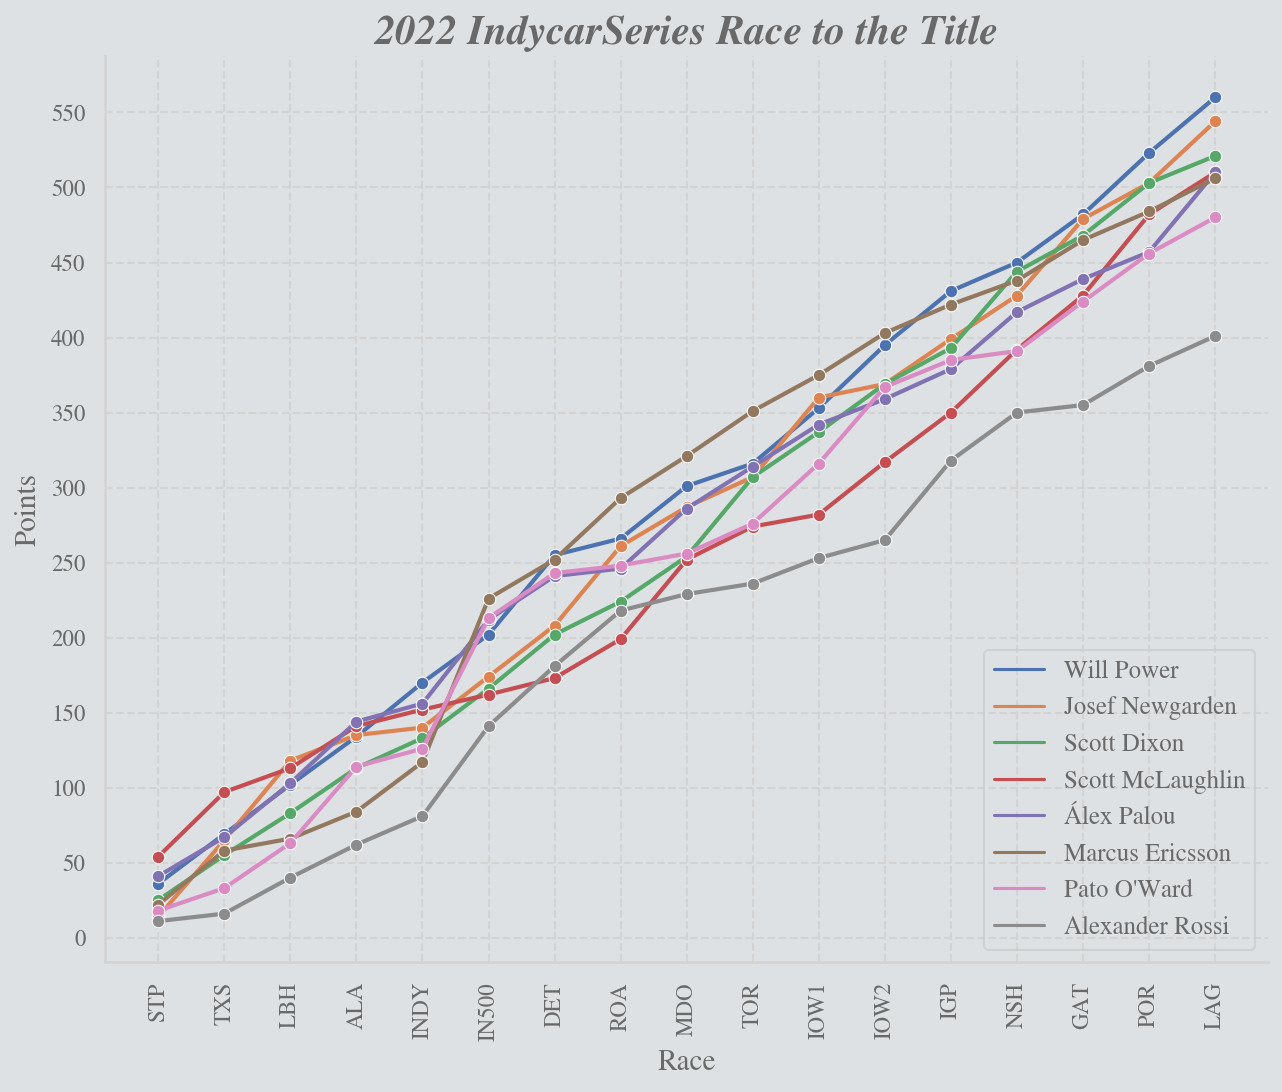 2022 IndycarSeries Race to the Title
Points
550
500
450
400
350
300
250
200
150
100
50
0
Will Power
Josef Newgarden
Scott Dixon
Scott McLaughlin
Álex Palou
Marcus Ericsson
Pato O'Ward
Alexander Rossi
STP
TXS
LBH
ALA
INDY
IN500
DET
ROA
MDO
TOR
IOW1
IOW2
IGP
NSH
GAT
POR
LAG
Race